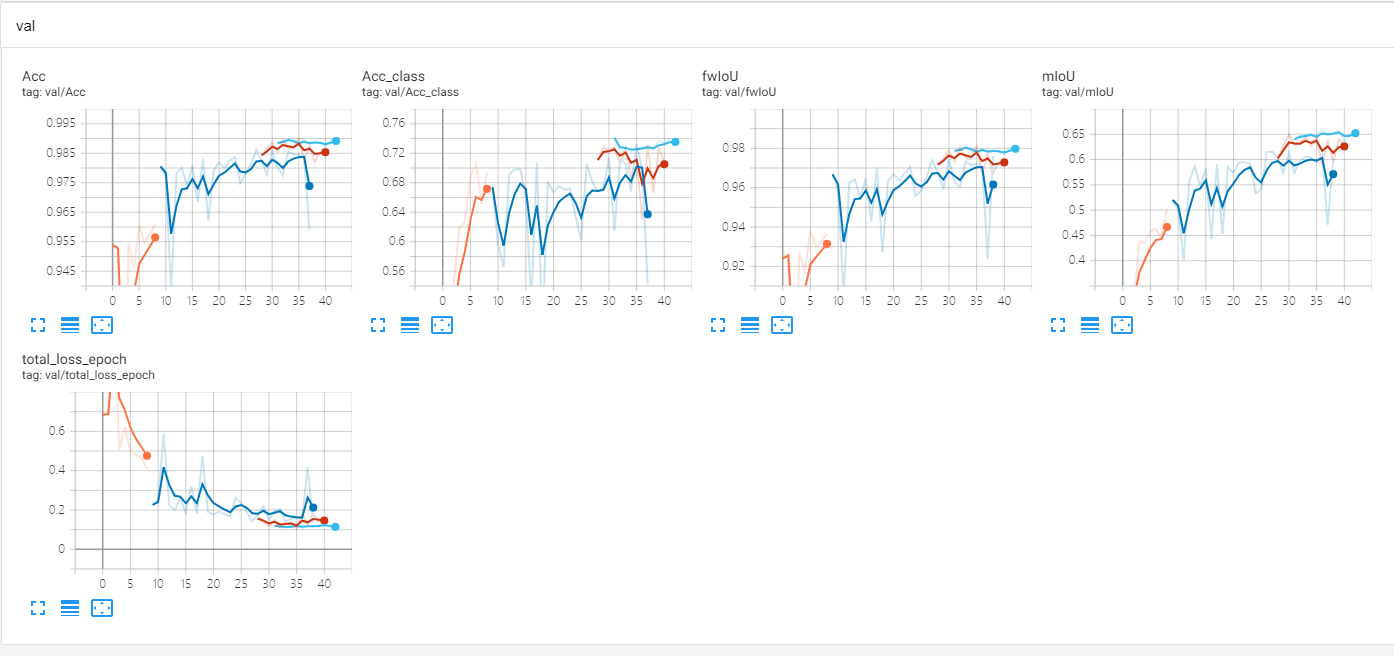 val
Acc
tag: val/Acc
0.995
0.985
0.975
0.965
0.955
0.945
0 5 10 15 20 25 30 35 40
Acc_class
tag: val/Acc_class
0.76
0.72
0.68
0.64
0.6
0.56
0 5 10 15 20 25 30 35 40
fwIoU
tag: val/fwIoU
0.98
0.96
0.94
0.92
0 5 10 15 20 25 30 35 40
mIoU
tag: val/mIoU
0.65
0.6
0.55
0.5
0.45
0.4
0 5 10 15 20 25 30 35 40
total_loss_epoch
tag: val/total_loss_epoch
0.6
0.4
0.2
0
0 5 10 15 20 25 30 35 40